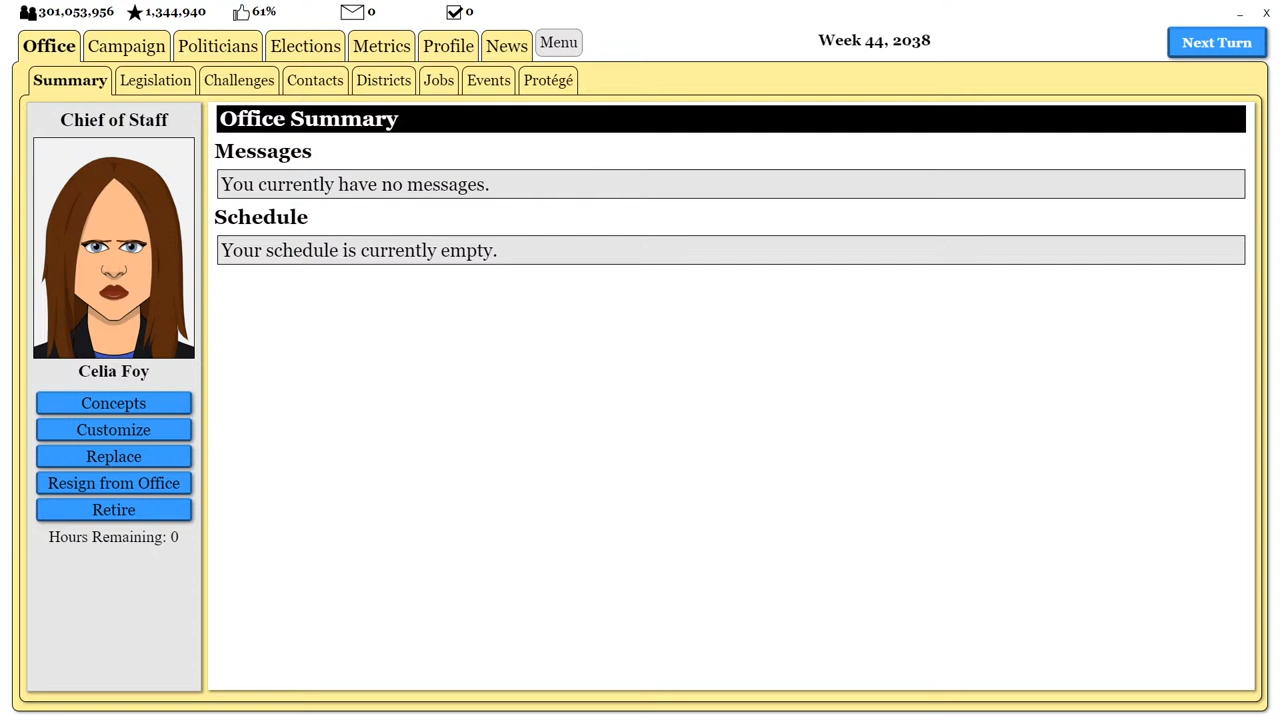 301,053,956 1,344,940 61% 0 0 _ X
Office Campaign Politicians Elections Metrics Profile News Menu Week 44, 2038 Next Turn
Summary Legislation Challenges Contacts Districts Jobs Events Protégé
Chief of Staff
Celia Foy
Concepts
Customize
Replace
Resign from Office
Retire
Hours Remaining: 0
Office Summary
Messages
You currently have no messages.
Schedule
Your schedule is currently empty.